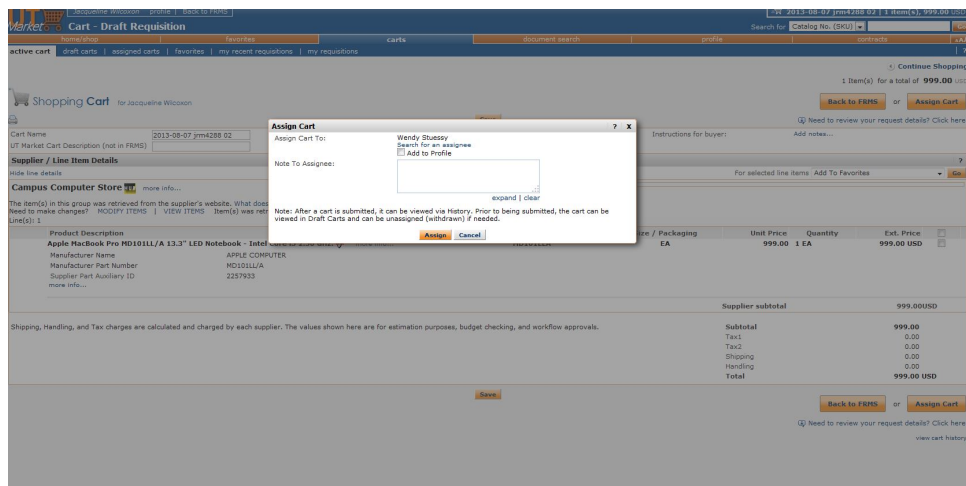 UT Market
Jacqueline Wilcoxon profile | Back to FRMS
2013-08-07 jrm4288 02 | 1 item(s), 999.00 USD
Cart - Draft Requisition
Search for Catalog No. (SKU)
home/shop favorites carts document search profile contracts
active cart | draft carts | assigned carts | favorites | my recent requisitions | my requisitions
Continue Shopping
1 Item(s) for a total of 999.00 USD
Shopping Cart for Jacqueline Wilcoxon
Back to FRMS or Assign Cart
Save
Need to review your request details? Click here
Cart Name 2013-08-07 jrm4288 02
UT Market Cart Description (not in FRMS)
Instructions for buyer: Add notes...
Assign Cart ? X
Assign Cart To: Wendy Stuessy
Search for an assignee
Add to Profile
Note To Assignee:
expand | clear
Note: After a cart is submitted, it can be viewed via History. Prior to being submitted, the cart can be
viewed in Draft Carts and can be unassigned (withdrawn) if needed.
Assign Cancel
Supplier / Line Item Details ?
Hide line details
For selected line items Add To Favorites Go
Campus Computer Store more info...
The item(s) in this group was retrieved from the supplier's website. What does
Need to make changes? MODIFY ITEMS | VIEW ITEMS Item(s) was retr
Line(s): 1
Product Description Size / Packaging Unit Price Quantity Ext. Price
Apple MacBook Pro MD101LL/A 13.3" LED Notebook - Intel MD101LLA EA 999.00 1 EA 999.00 USD
Manufacturer Name APPLE COMPUTER
Manufacturer Part Number MD101LL/A
Supplier Part Auxiliary ID 2257933
more info...
Supplier subtotal 999.00USD
Shipping, Handling, and Tax charges are calculated and charged by each supplier. The values shown here are for estimation purposes, budget checking, and workflow approvals.
Subtotal 999.00
Tax1 0.00
Tax2 0.00
Shipping 0.00
Handling 0.00
Total 999.00 USD
Save
Back to FRMS or Assign Cart
Need to review your request details? Click here
view cart history